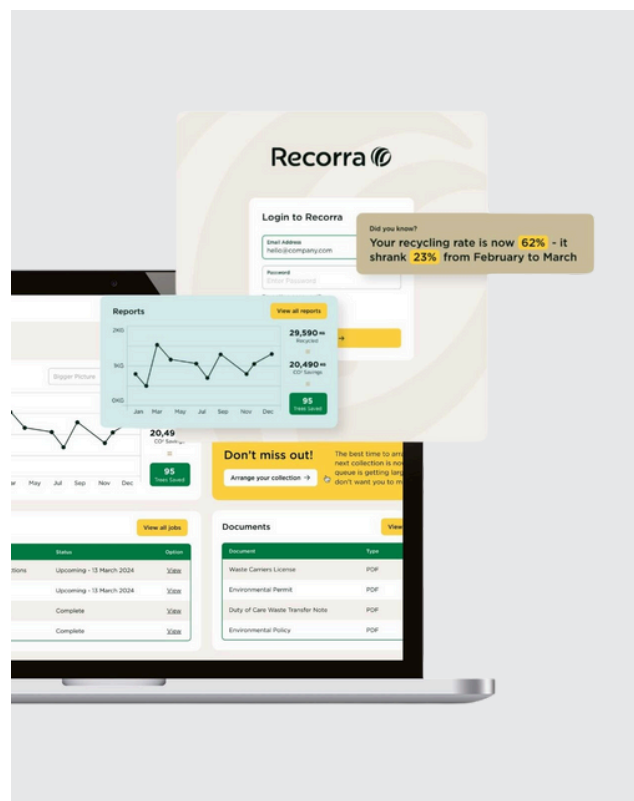 Recorra
Login to Recorra
Email Address
hello@company.com
Password
Enter Password
Did you know?
Your recycling rate is now 62% - it
shrank 23% from February to March
Reports
View all reports
2KG
1KG
0KG
Jan Mar May Jul Sep Nov Dec
29,590 KG
Recycled
=
20,490 KG
CO² Savings
=
95
Trees Saved
→
Bigger Picture
20,49
CO² Savings
=
95
Trees Saved
May Jul Sep Nov Dec
Don't miss out!
Arrange your collection →
The best time to arra
next collection is now
queue is getting larg
don't want you to m
View all jobs
Status Option
tions Upcoming - 13 March 2024 View
Upcoming - 13 March 2024 View
Complete View
Complete View
Documents
View
Document Type
Waste Carriers License PDF
Environmental Permit PDF
Duty of Care Waste Transfer Note PDF
Environmental Policy PDF